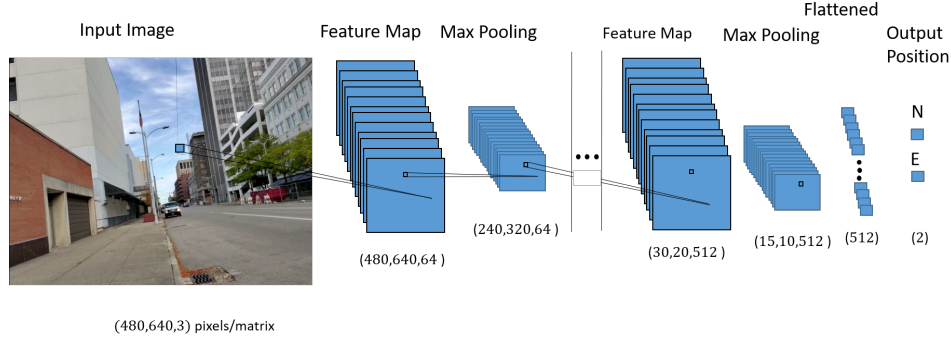 Input Image
Feature Map
Max Pooling
Feature Map
Max Pooling
Flattened
Output
Position
N
E
(480,640,3) pixels/matrix
(480,640,64 )
(240,320,64 )
(30,20,512 )
(15,10,512 )
(512)
(2)